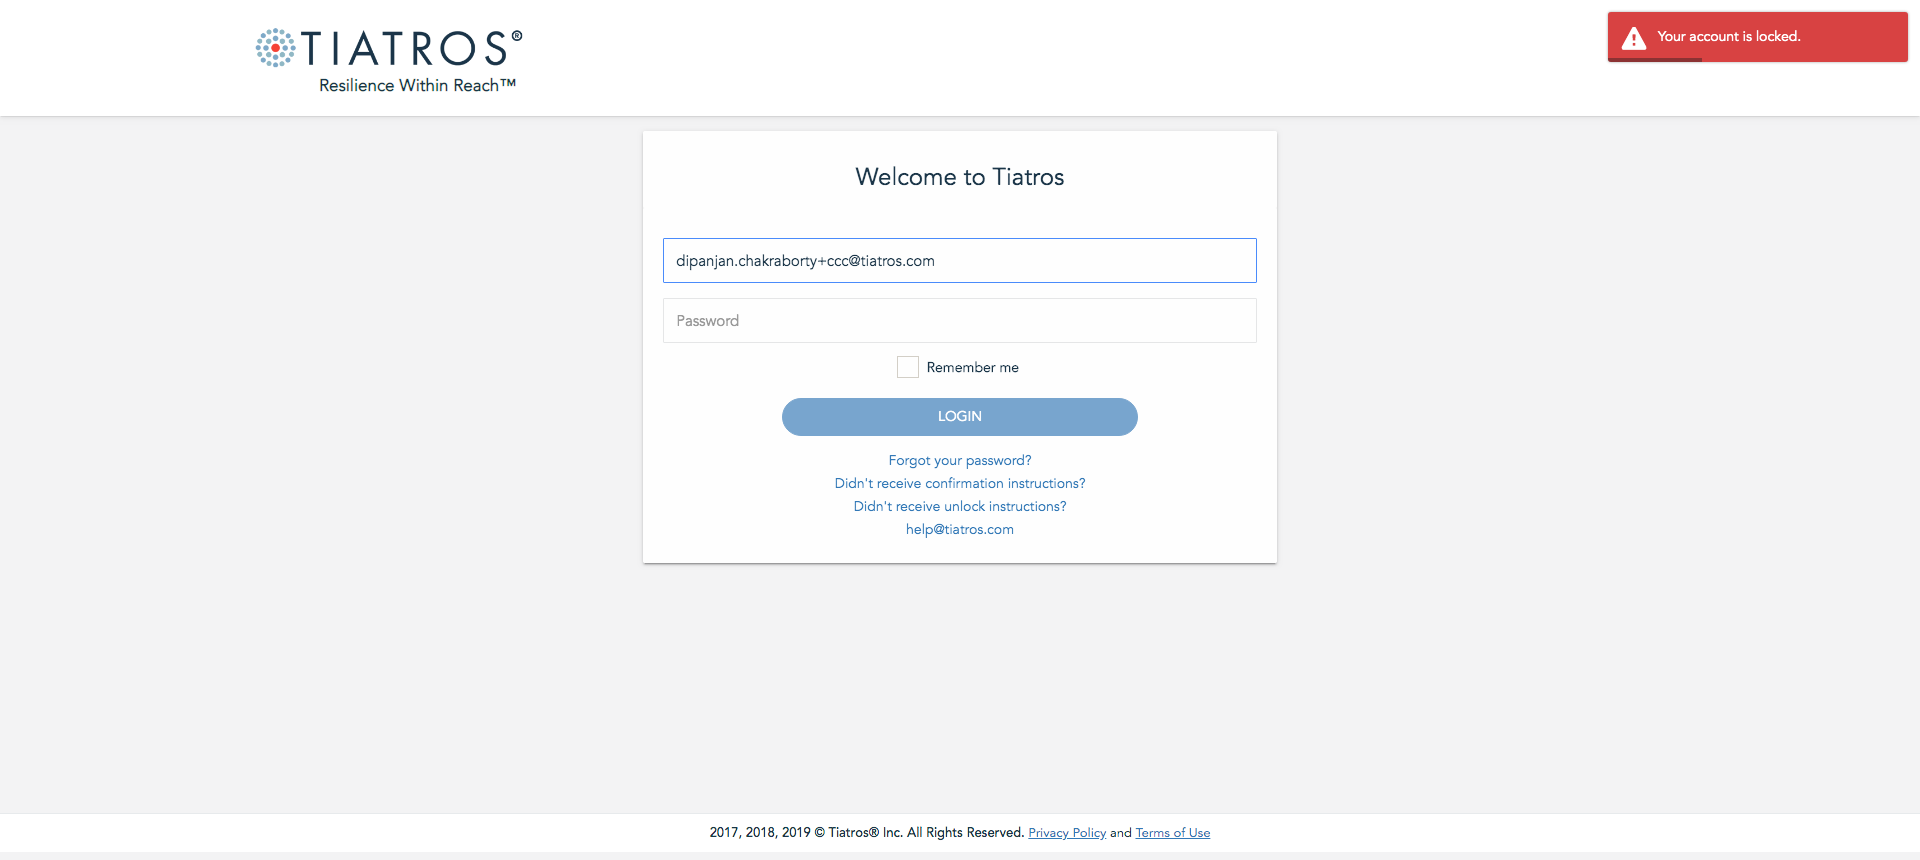 TIATROS®
Resilience Within Reach™
Your account is locked.
Welcome to Tiatros
dipanjan.chakraborty+ccc@tiatros.com
Password
Remember me
LOGIN
Forgot your password?
Didn't receive confirmation instructions?
Didn't receive unlock instructions?
help@tiatros.com
2017, 2018, 2019 © Tiatros® Inc. All Rights Reserved. Privacy Policy and Terms of Use